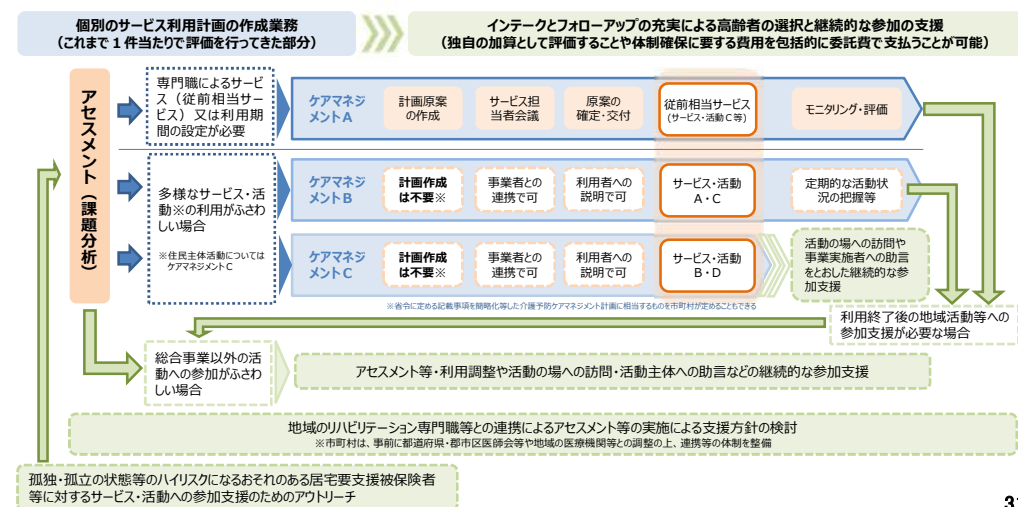 個別のサービス利用計画の作成業務
（これまで１件当たりで評価を行ってきた部分）
インテークとフォローアップの充実による高齢者の選択と継続的な参加の支援
（独自の加算として評価することや体制確保に要する費用を包括的に委託費で支払うことが可能）
アセスメント（課題分析）
専門職によるサービ
ス（従前相当サー
ビス）又は利用期
間の設定が必要
ケアマネジ
メントA
計画原案
の作成
サービス担
当者会議
原案の
確定・交付
従前相当サービス
（サービス・活動Ｃ等）
モニタリング・評価
多様なサービス・活
動※の利用がふさわ
しい場合
※住民主体活動については
ケアマネジメントＣ
ケアマネジ
メントB
計画作成
は不要※
事業者との
連携で可
利用者への
説明で可
サービス・活動
Ａ・Ｃ
定期的な活動状
況の把握等
ケアマネジ
メントC
計画作成
は不要※
事業者との
連携で可
利用者への
説明で可
サービス・活動
Ｂ・Ｄ
活動の場への訪問や
事業実施者への助言
をとおした継続的な参
加支援
※省令に定める記載事項を簡略化等した介護予防ケアマネジメント計画に相当するものを市町村が定めることもできる
利用終了後の地域活動等への
参加支援が必要な場合
総合事業以外の活
動への参加がふさわ
しい場合
アセスメント等・利用調整や活動の場への訪問・活動主体への助言などの継続的な参加支援
地域のリハビリテーション専門職等との連携によるアセスメント等の実施による支援方針の検討
※市町村は、事前に都道府県・郡市区医師会等や地域の医療機関等との調整の上、連携等の体制を整備
孤独・孤立の状態等のハイリスクになるおそれのある居宅要支援被保険者
等に対するサービス・活動への参加支援のためのアウトリーチ